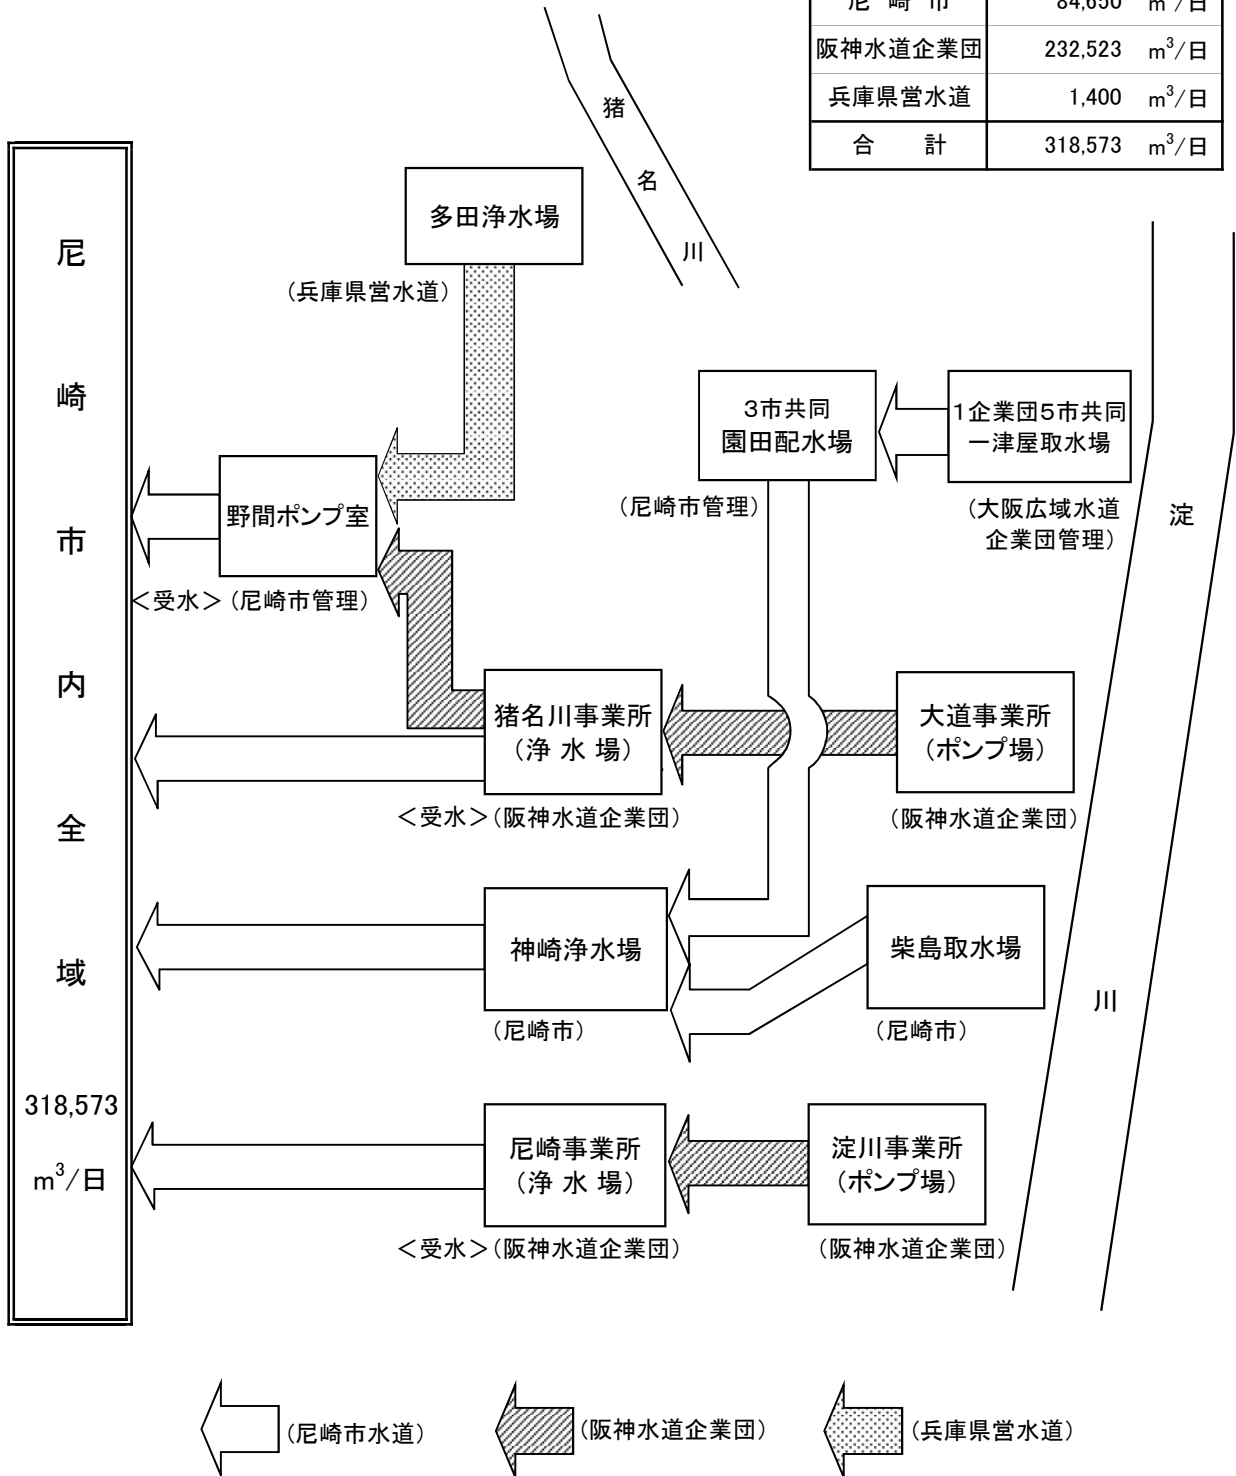 尼 崎 市 84,650 m³/日
阪神水道企業団 232,523 m³/日
兵庫県営水道 1,400 m³/日
合 計 318,573 m³/日
猪名川
多田浄水場
(兵庫県営水道)
3市共同
園田配水場
(尼崎市管理)
1企業団5市共同
一津屋取水場
(大阪広域水道
企業団管理)
淀川
野間ポンプ室
<受水>(尼崎市管理)
猪名川事業所
(浄 水 場)
<受水>(阪神水道企業団)
大道事業所
(ポンプ場)
(阪神水道企業団)
神崎浄水場
(尼崎市)
柴島取水場
(尼崎市)
尼崎事業所
(浄 水 場)
<受水>(阪神水道企業団)
淀川事業所
(ポンプ場)
(阪神水道企業団)
尼崎市内全域
318,573
m³/日
(尼崎市水道)
(阪神水道企業団)
(兵庫県営水道)